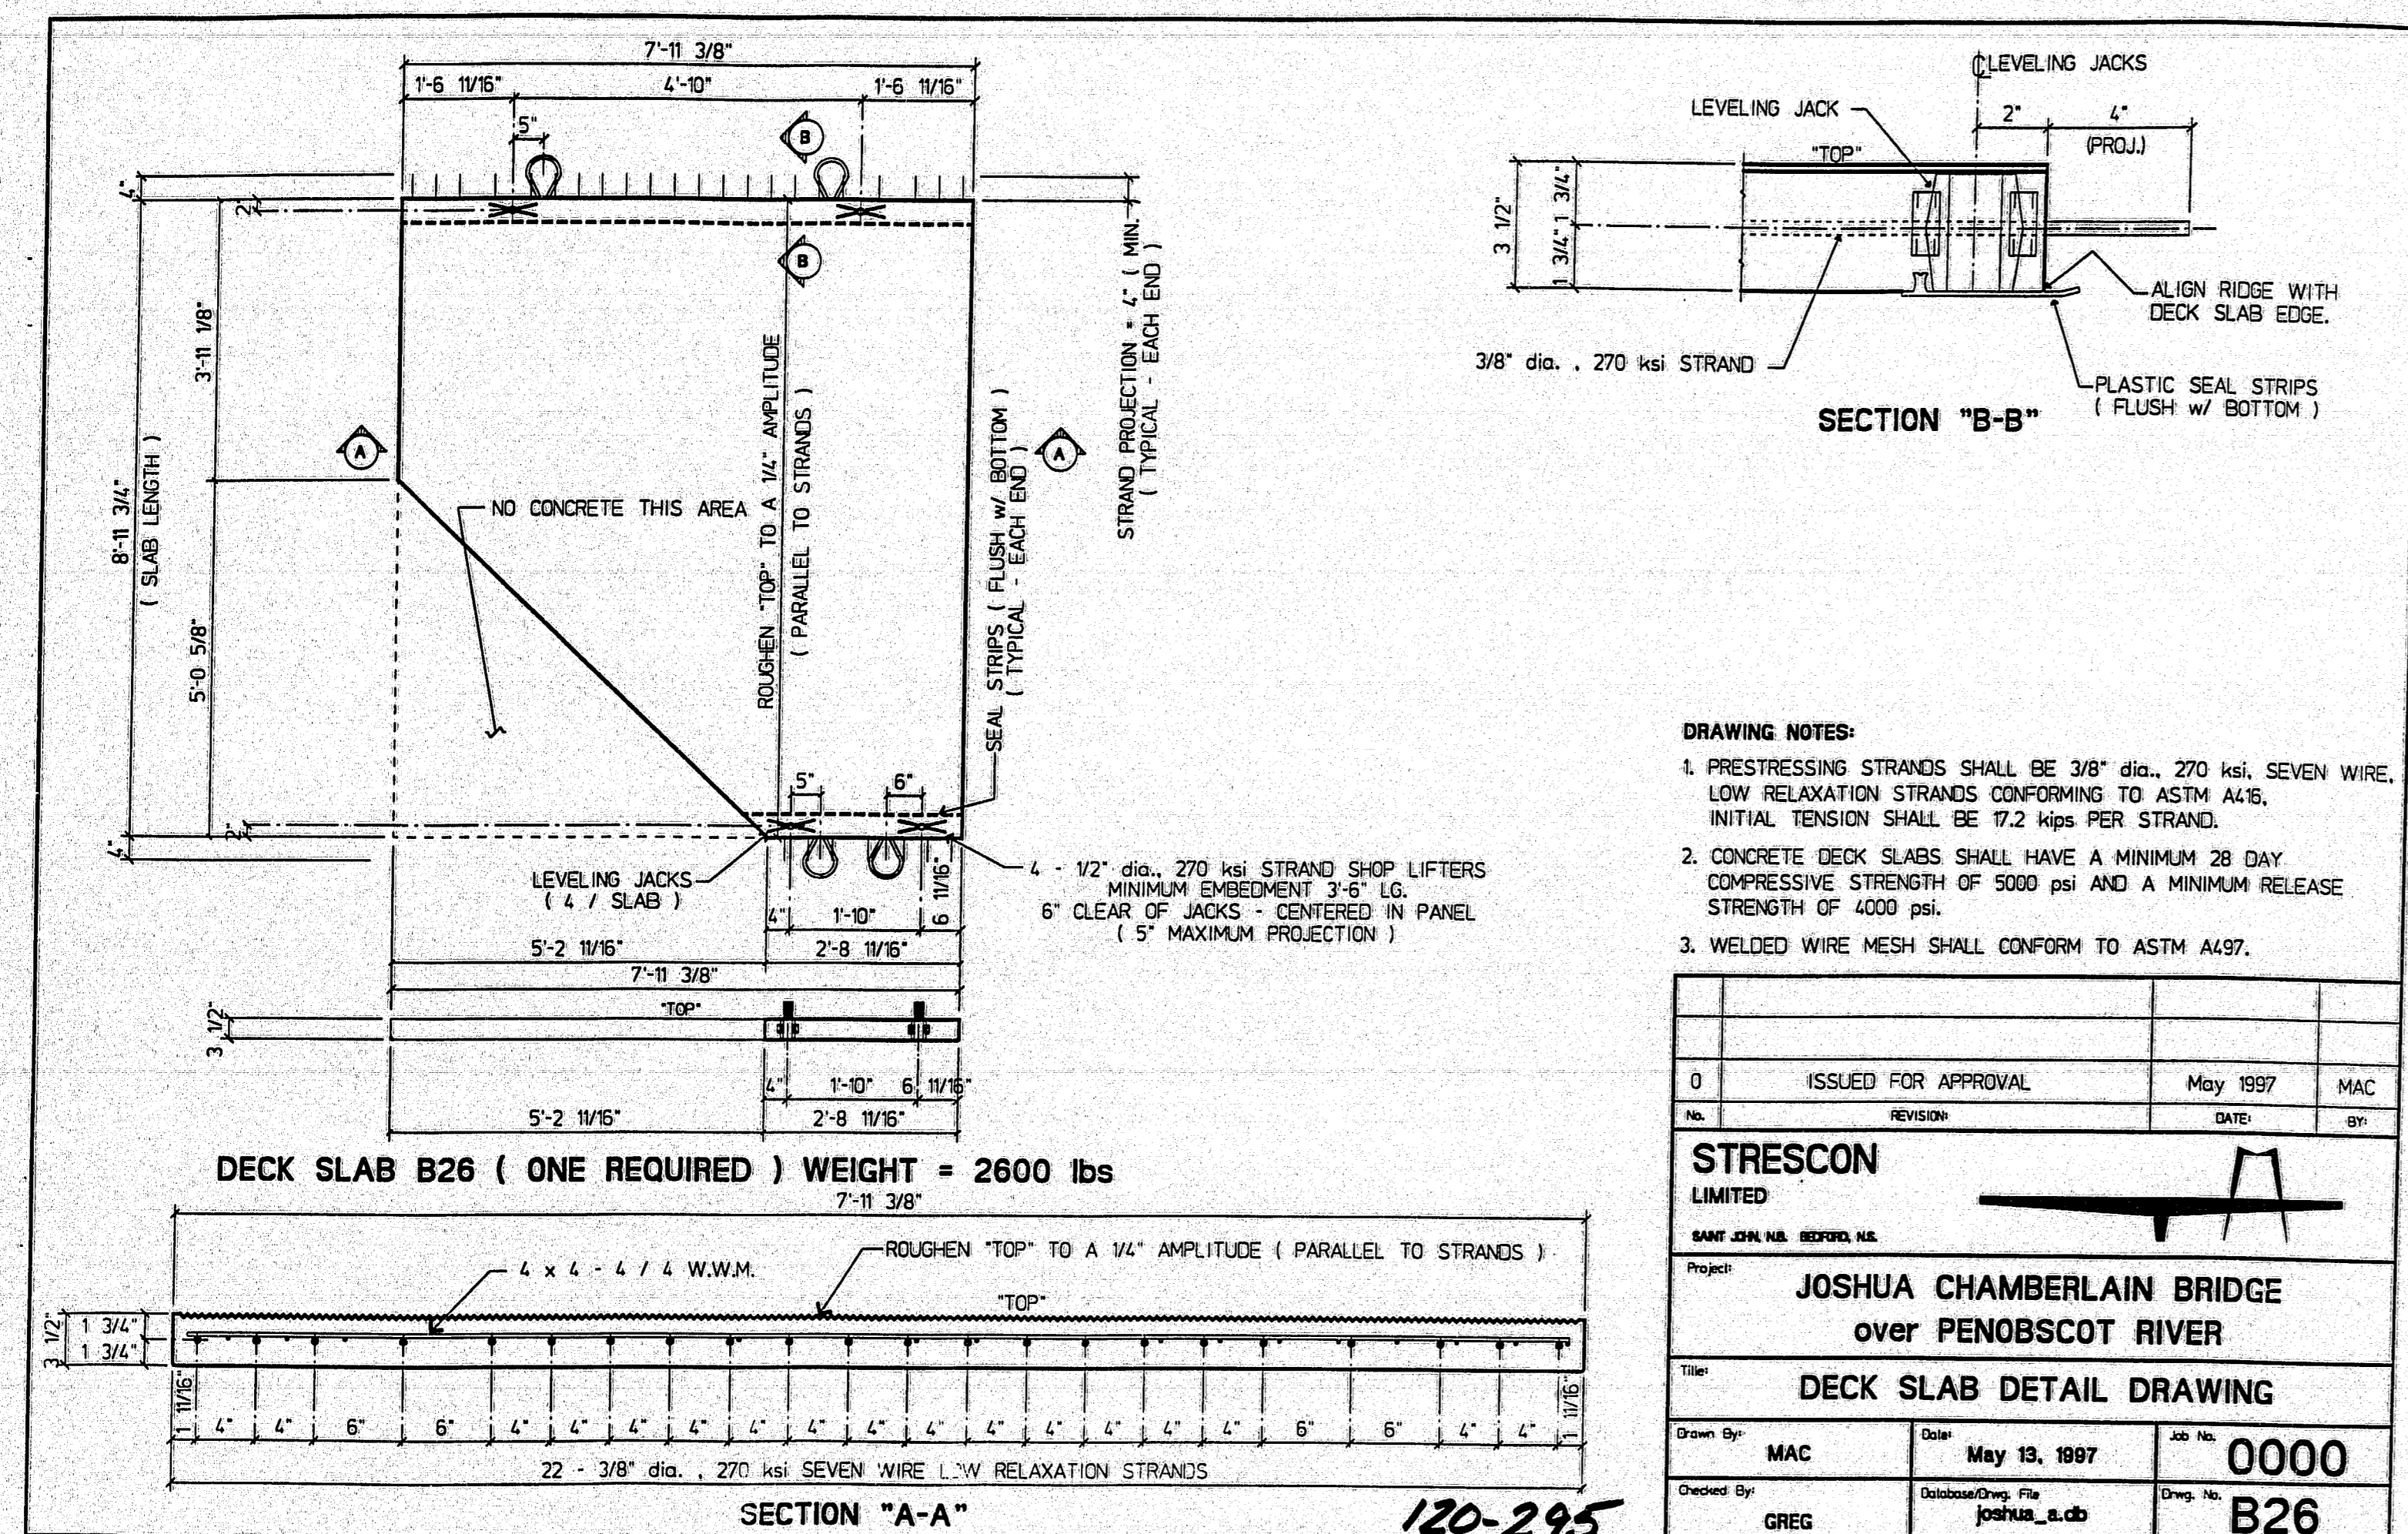 7'-11 3/8"
1'-6 11/16" 4'-10" 1'-6 11/16"
5"
B
B
4"
2"
3'-11 1/8"
8'-11 3/4"
( SLAB LENGTH )
5'-0 5/8"
2"
4"
A
A
NO CONCRETE THIS AREA
ROUGHEN "TOP" TO A 1/4" AMPLITUDE
( PARALLEL TO STRANDS )
SEAL STRIPS ( FLUSH w/ BOTTOM )
( TYPICAL - EACH END )
STRAND PROJECTION = 4" ( MIN.
( TYPICAL - EACH END )
5" 6"
LEVELING JACKS
( 4 / SLAB )
4 - 1/2" dia., 270 ksi STRAND SHOP LIFTERS
MINIMUM EMBEDMENT 3'-6" LG.
6" CLEAR OF JACKS - CENTERED IN PANEL
( 5" MAXIMUM PROJECTION )
4" 1'-10" 6 11/16"
5'-2 11/16" 2'-8 11/16"
7'-11 3/8"
"TOP"
3 1/2"
4" 1'-10" 6 11/16"
5'-2 11/16" 2'-8 11/16"
DECK SLAB B26 ( ONE REQUIRED ) WEIGHT = 2600 lbs
7'-11 3/8"
ROUGHEN "TOP" TO A 1/4" AMPLITUDE ( PARALLEL TO STRANDS )
4 x 4 - 4 / 4 W.W.M.
"TOP"
3 1/2"
1 3/4"
1 3/4"
1 11/16" 4" 4" 6" 6" 4" 4" 4" 4" 4" 4" 4" 4" 4" 4" 4" 4" 4" 6" 6" 4" 4" 1 11/16"
22 - 3/8" dia. , 270 ksi SEVEN WIRE RELAXATION STRANDS
SECTION "A-A"
120-295
℄ LEVELING JACKS
LEVELING JACK
2" 4"
(PROJ.)
"TOP"
3 1/2"
1 3/4" 1 3/4"
ALIGN RIDGE WITH
DECK SLAB EDGE.
3/8" dia. , 270 ksi STRAND
PLASTIC SEAL STRIPS
( FLUSH w/ BOTTOM )
SECTION "B-B"
DRAWING NOTES:
1. PRESTRESSING STRANDS SHALL BE 3/8" dia., 270 ksi, SEVEN WIRE,
LOW RELAXATION STRANDS CONFORMING TO ASTM A416,
INITIAL TENSION SHALL BE 17.2 kips PER STRAND.
2. CONCRETE DECK SLABS SHALL HAVE A MINIMUM 28 DAY
COMPRESSIVE STRENGTH OF 5000 psi AND A MINIMUM RELEASE
STRENGTH OF 4000 psi.
3. WELDED WIRE MESH SHALL CONFORM TO ASTM A497.
0 ISSUED FOR APPROVAL May 1997 MAC
No. REVISION: DATE: BY:
STRESCON
LIMITED
SAINT JOHN, N.B. BEDFORD, N.S.
Project:
JOSHUA CHAMBERLAIN BRIDGE
over PENOBSCOT RIVER
Title:
DECK SLAB DETAIL DRAWING
Drawn By: MAC
Date: May 13, 1997
Job No. 0000
Checked By: GREG
Database/Drwg. File joshua_a.db
Drwg. No. B26